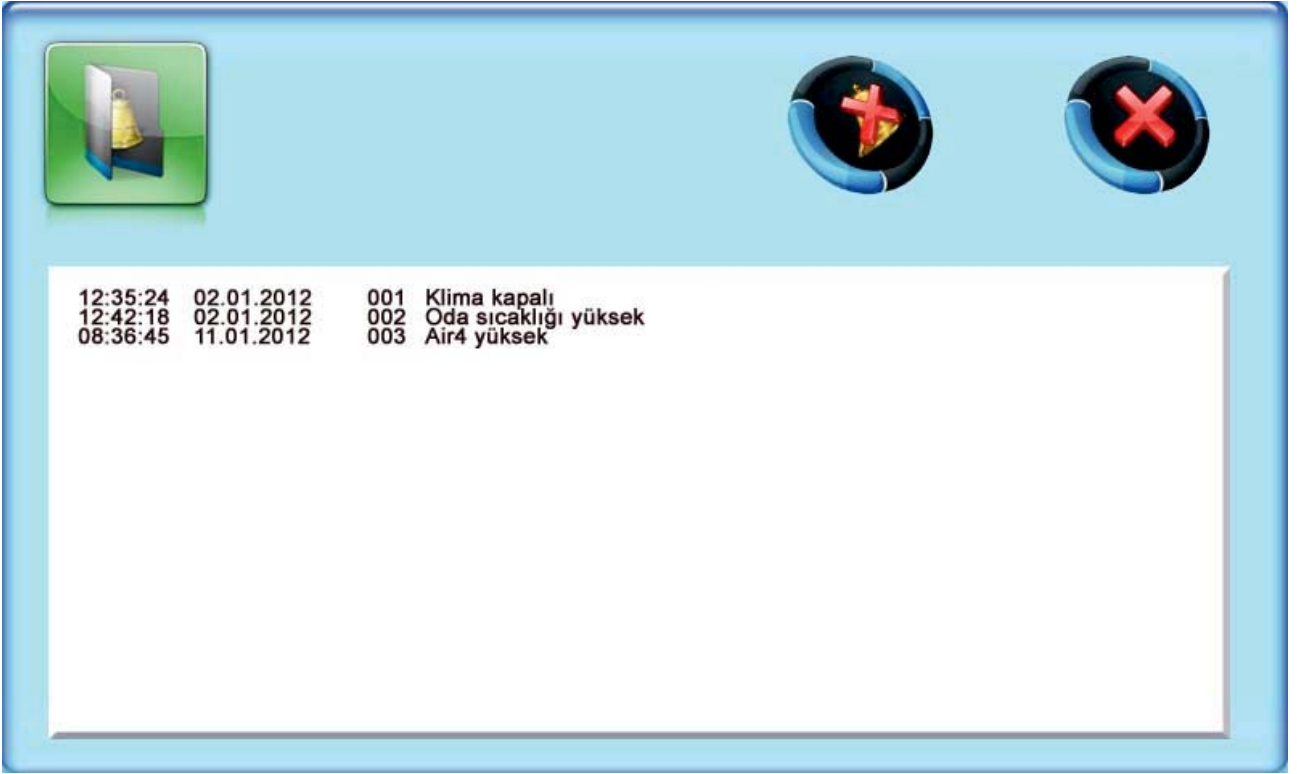 12:35:24 02.01.2012 001 Klima kapalı
12:42:18 02.01.2012 002 Oda sıcaklığı yüksek
08:36:45 11.01.2012 003 Air4 yüksek